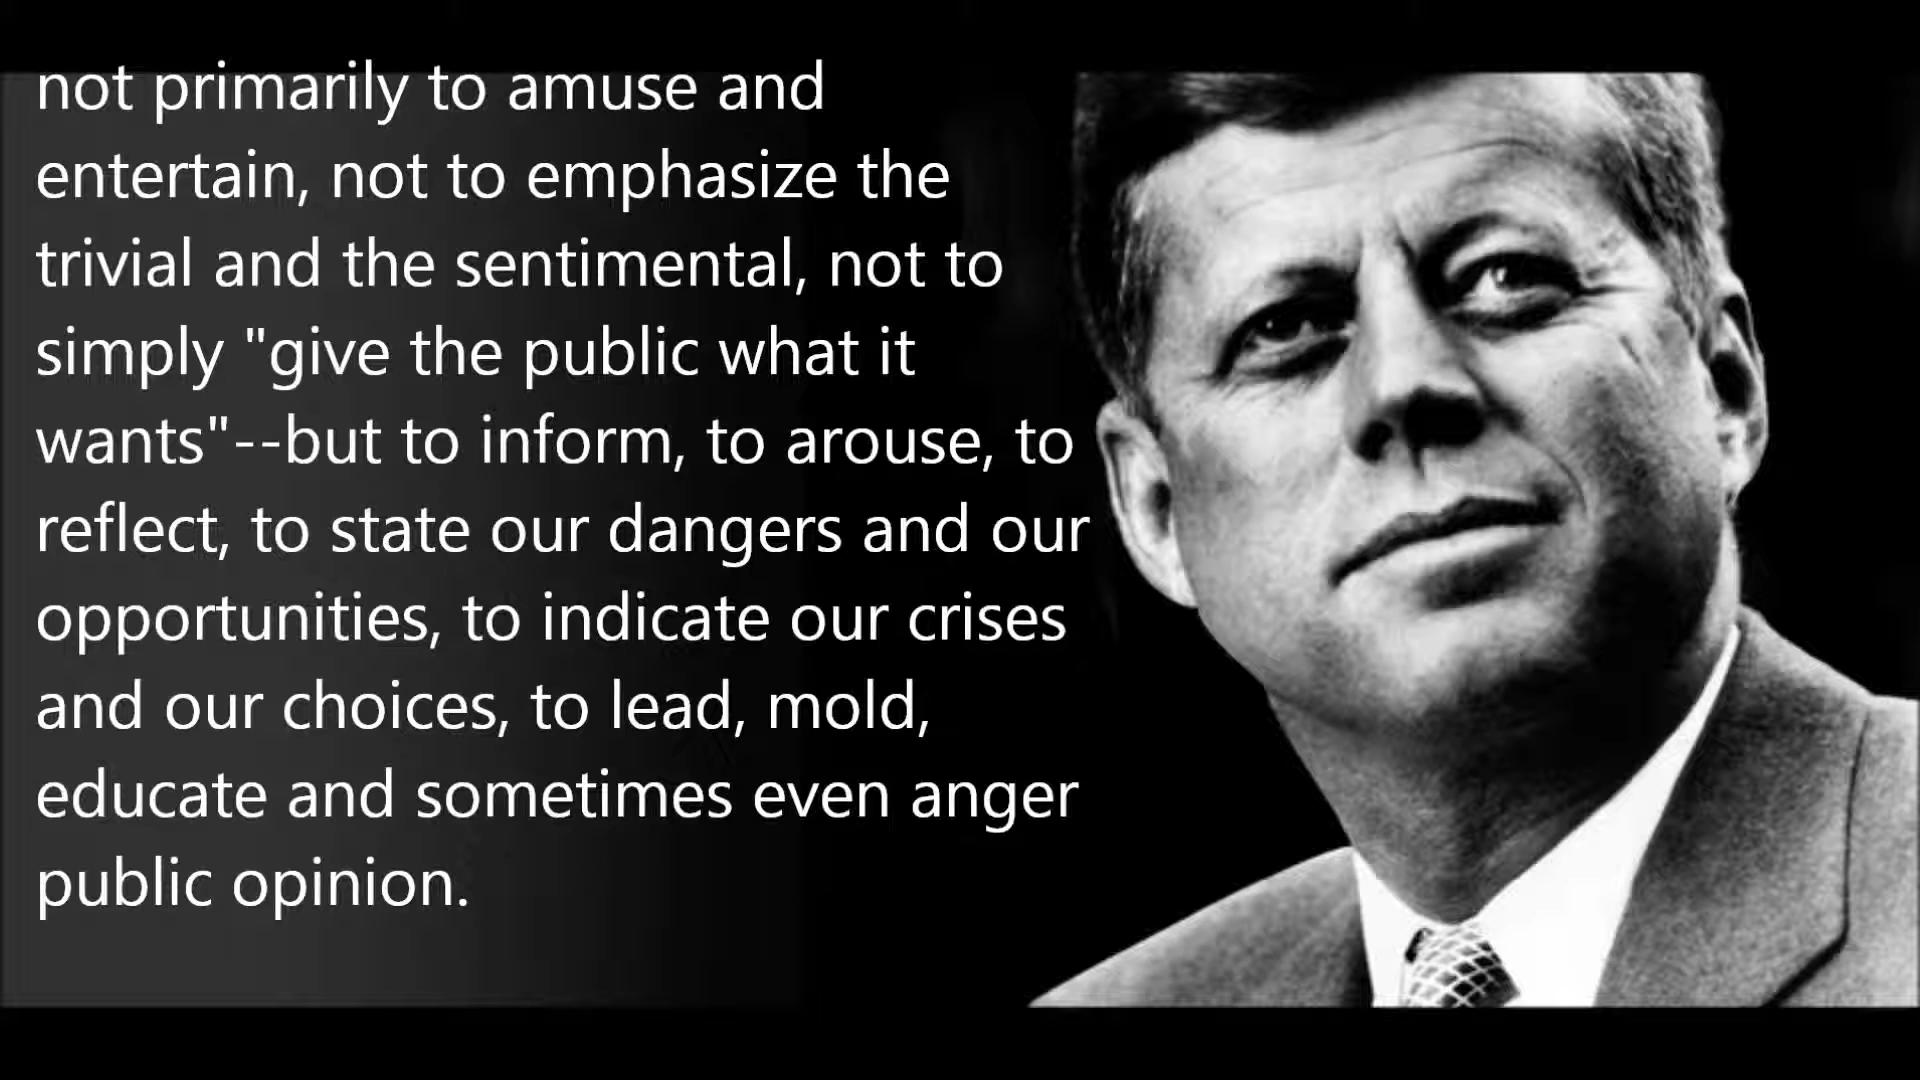 not primarily to amuse and
entertain, not to emphasize the
trivial and the sentimental, not to
simply "give the public what it
wants"--but to inform, to arouse, to
reflect, to state our dangers and our
opportunities, to indicate our crises
and our choices, to lead, mold,
educate and sometimes even anger
public opinion.